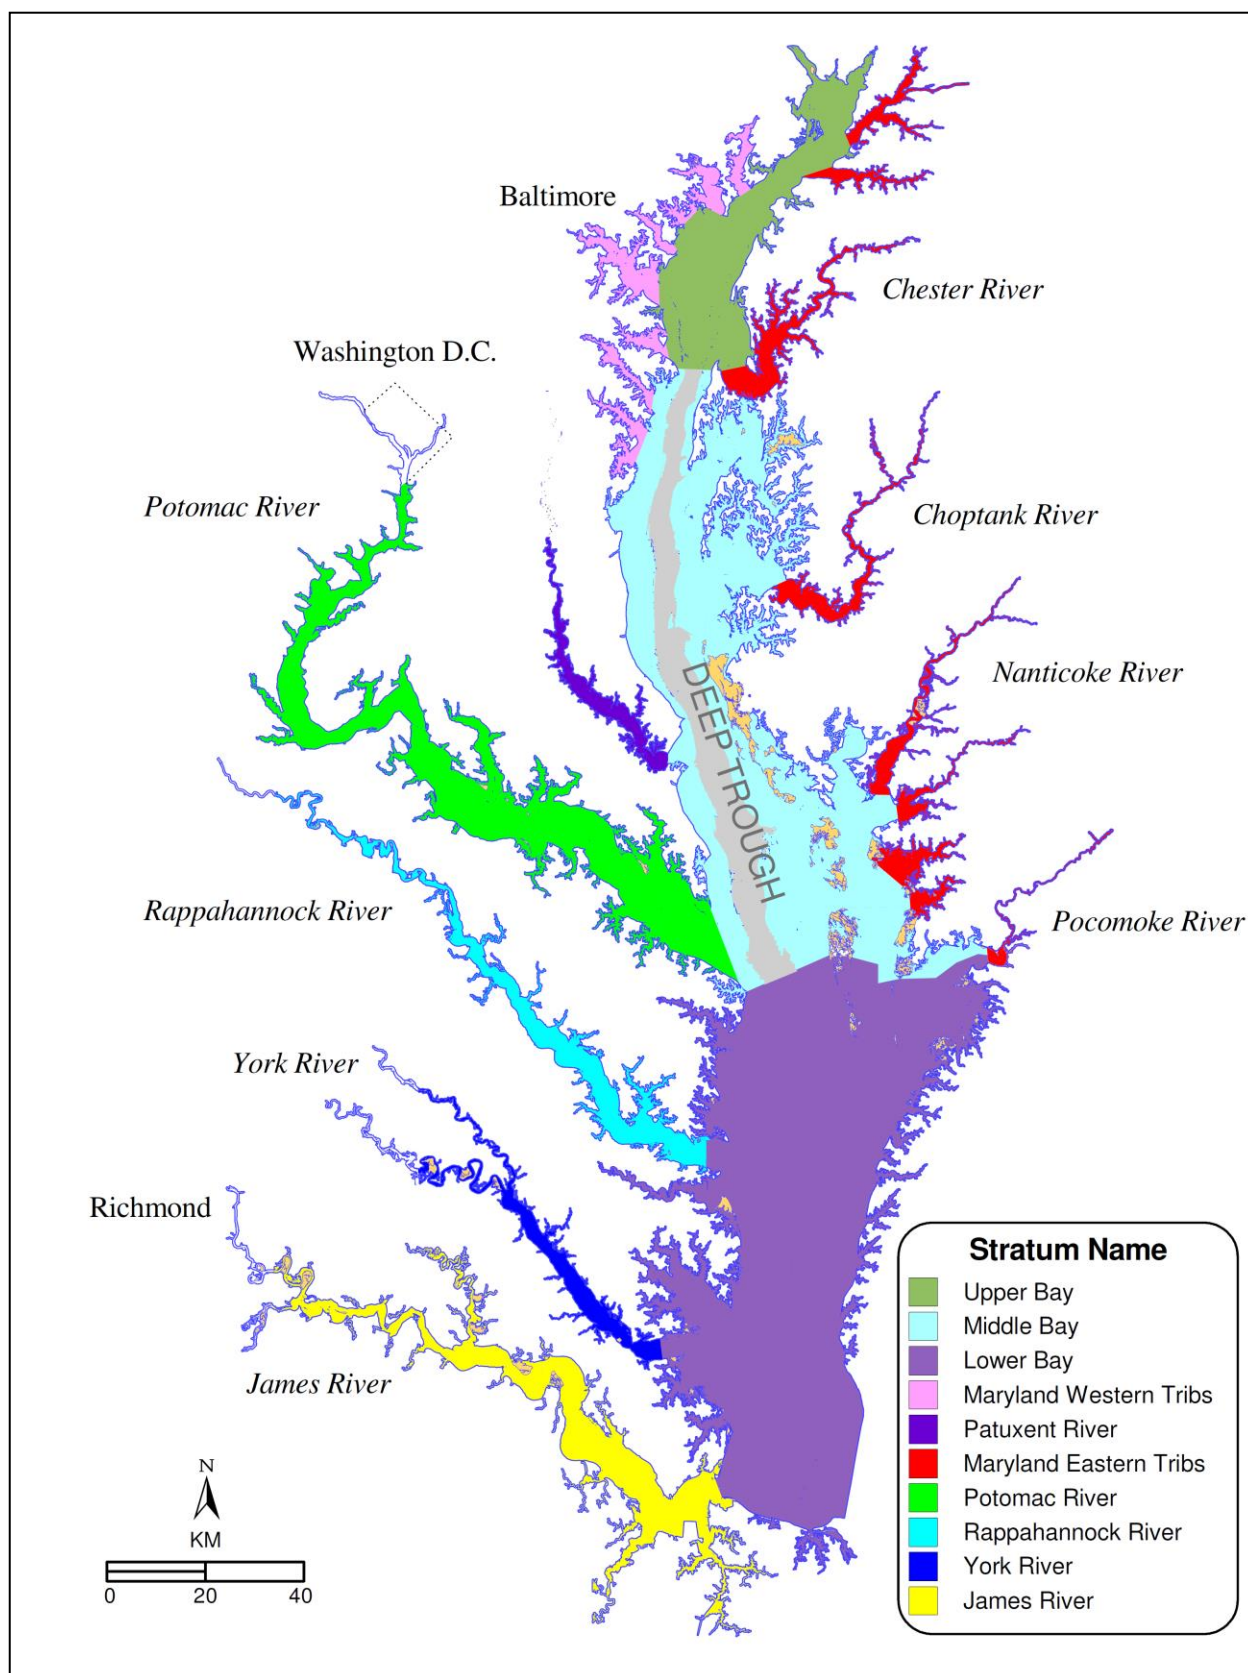 Baltimore
Chester River
Washington D.C.
Potomac River
Choptank River
Nanticoke River
DEEP TROUGH
Rappahannock River
Pocomoke River
York River
Richmond
James River
Stratum Name
Upper Bay
Middle Bay
Lower Bay
Maryland Western Tribs
Patuxent River
Maryland Eastern Tribs
Potomac River
Rappahannock River
York River
James River
N
KM
0 20 40